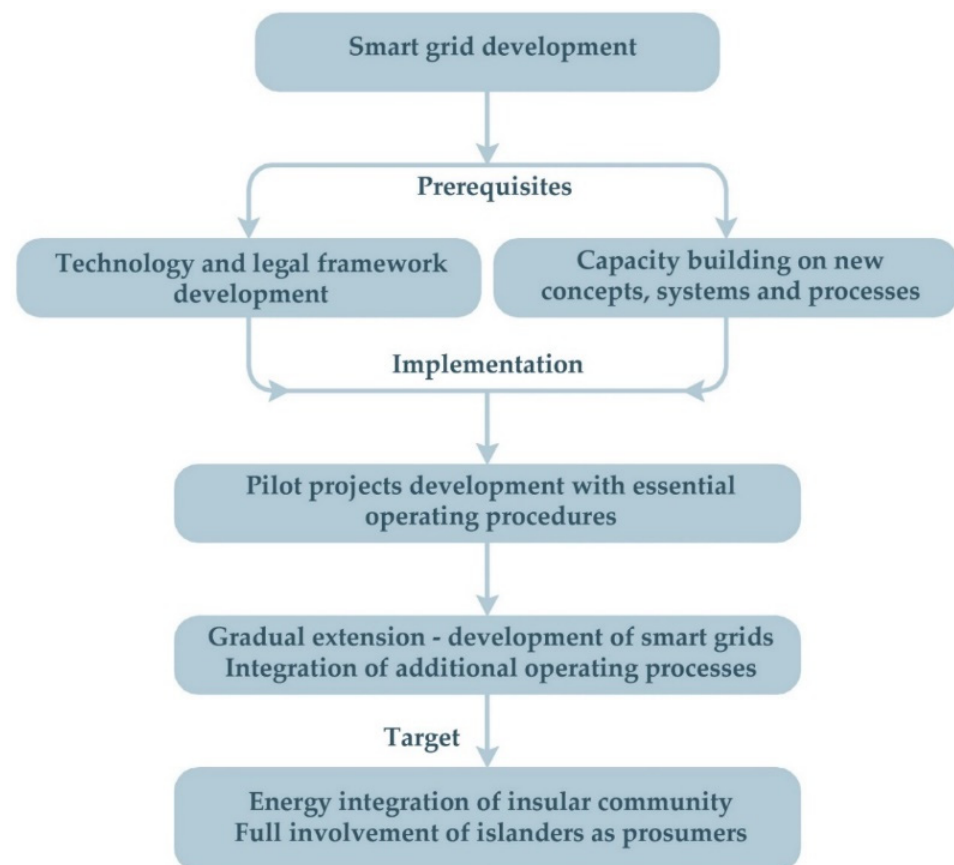 Smart grid development
Prerequisites
Technology and legal framework
development
Capacity building on new
concepts, systems and processes
Implementation
Pilot projects development with essential
operating procedures
Gradual extension - development of smart grids
Integration of additional operating processes
Target
Energy integration of insular community
Full involvement of islanders as prosumers